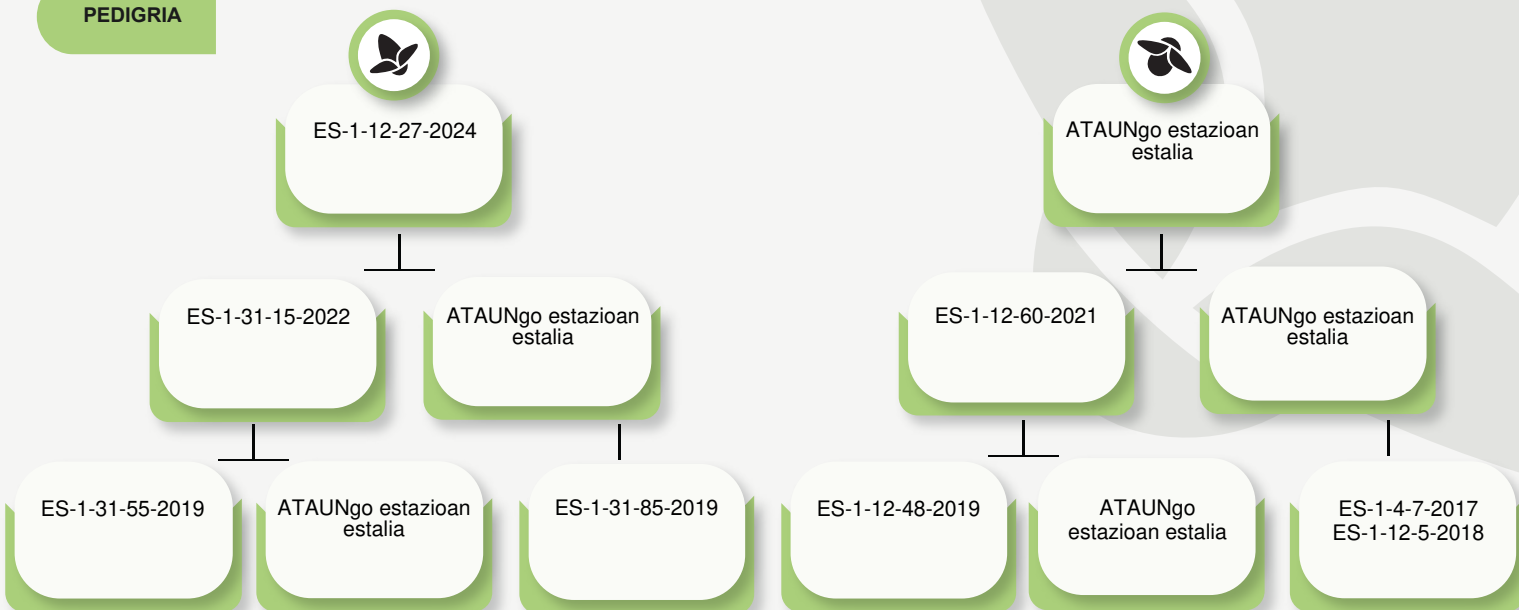 PEDIGRIA
ES-1-12-27-2024
ATAUNgo estazioan
estalia
ES-1-31-15-2022
ATAUNgo estazioan
estalia
ES-1-12-60-2021
ATAUNgo estazioan
estalia
ES-1-31-55-2019
ATAUNgo estazioan
estalia
ES-1-31-85-2019
ES-1-12-48-2019
ATAUNgo
estazioan estalia
ES-1-4-7-2017
ES-1-12-5-2018